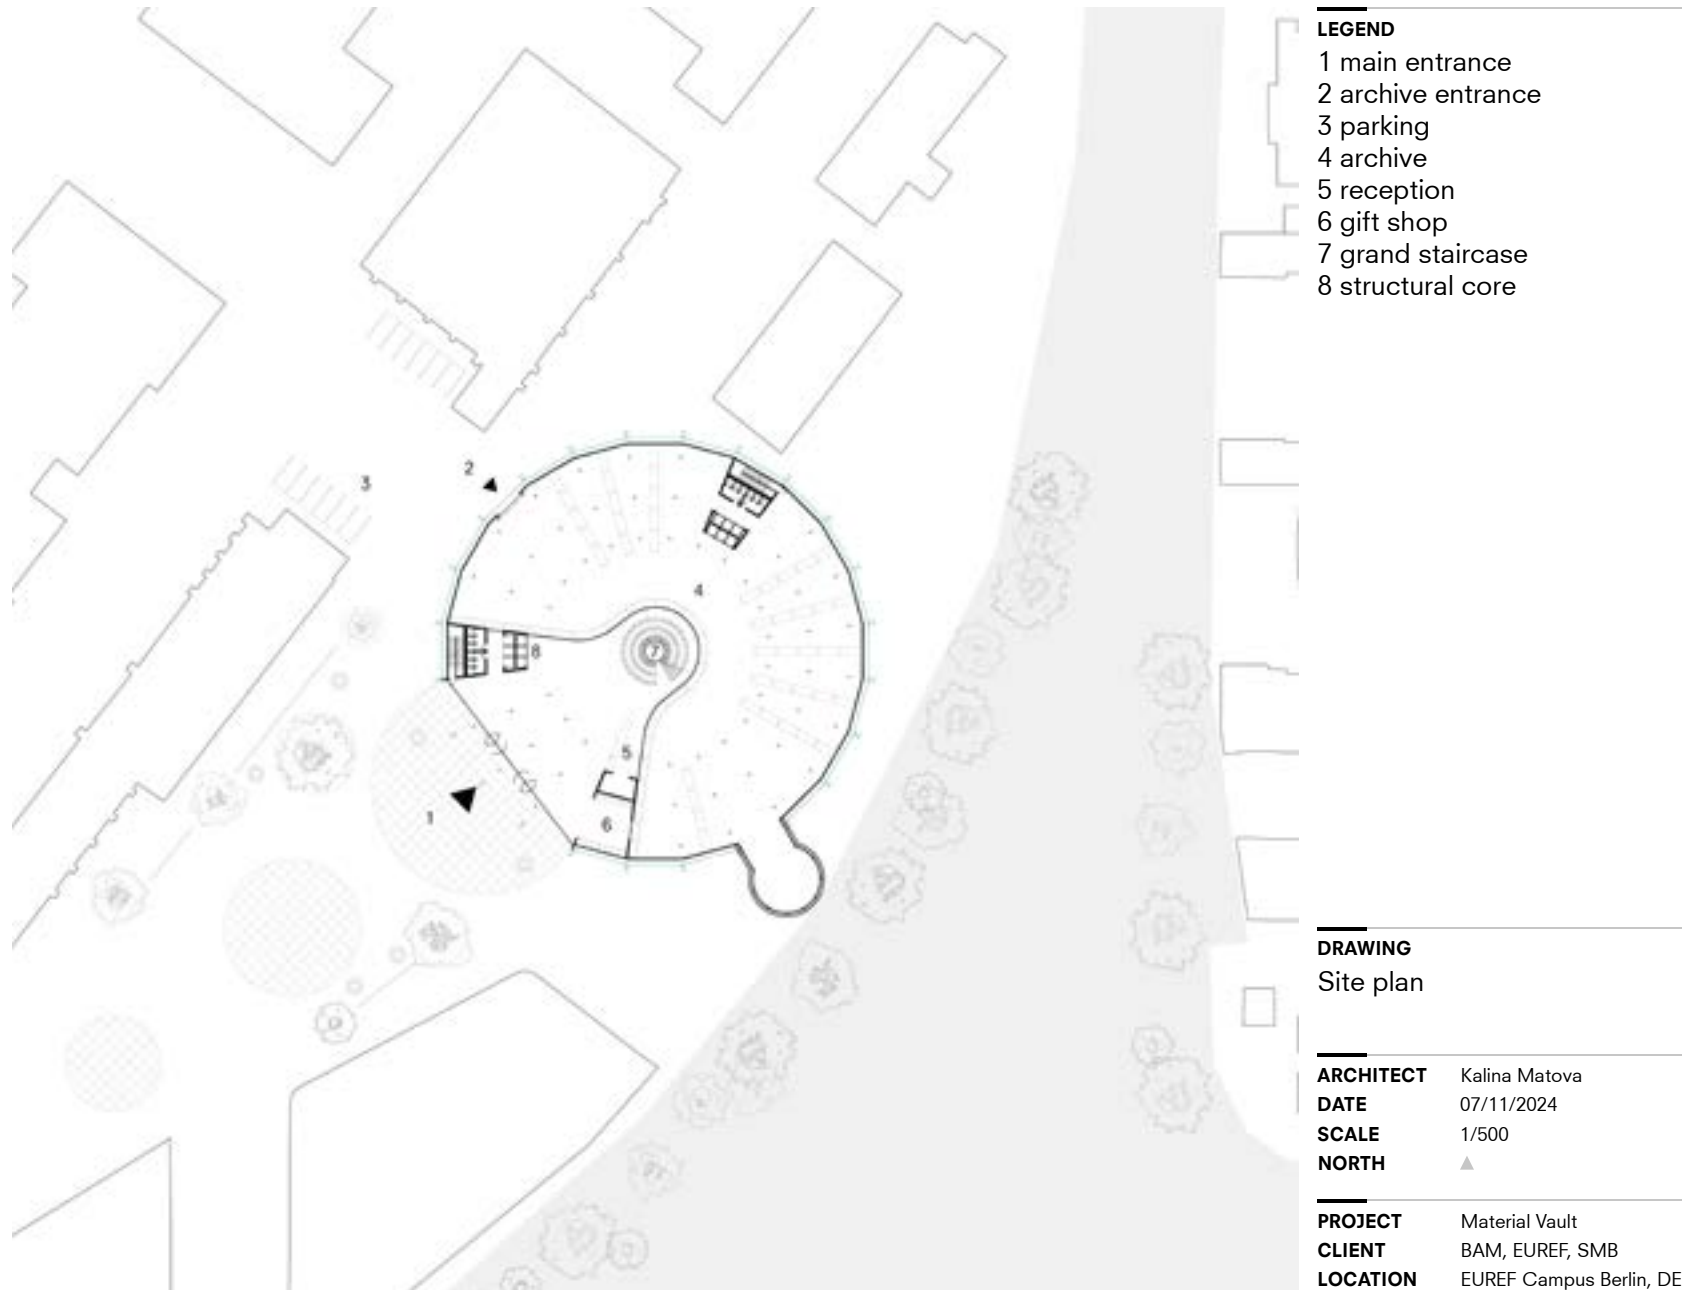 2
3
4
8
7
5
1
6
LEGEND
1 main entrance
2 archive entrance
3 parking
4 archive
5 reception
6 gift shop
7 grand staircase
8 structural core
DRAWING
Site plan
ARCHITECT Kalina Matova
DATE 07/11/2024
SCALE 1/500
NORTH
PROJECT Material Vault
CLIENT BAM, EUREF, SMB
LOCATION EUREF Campus Berlin, DE